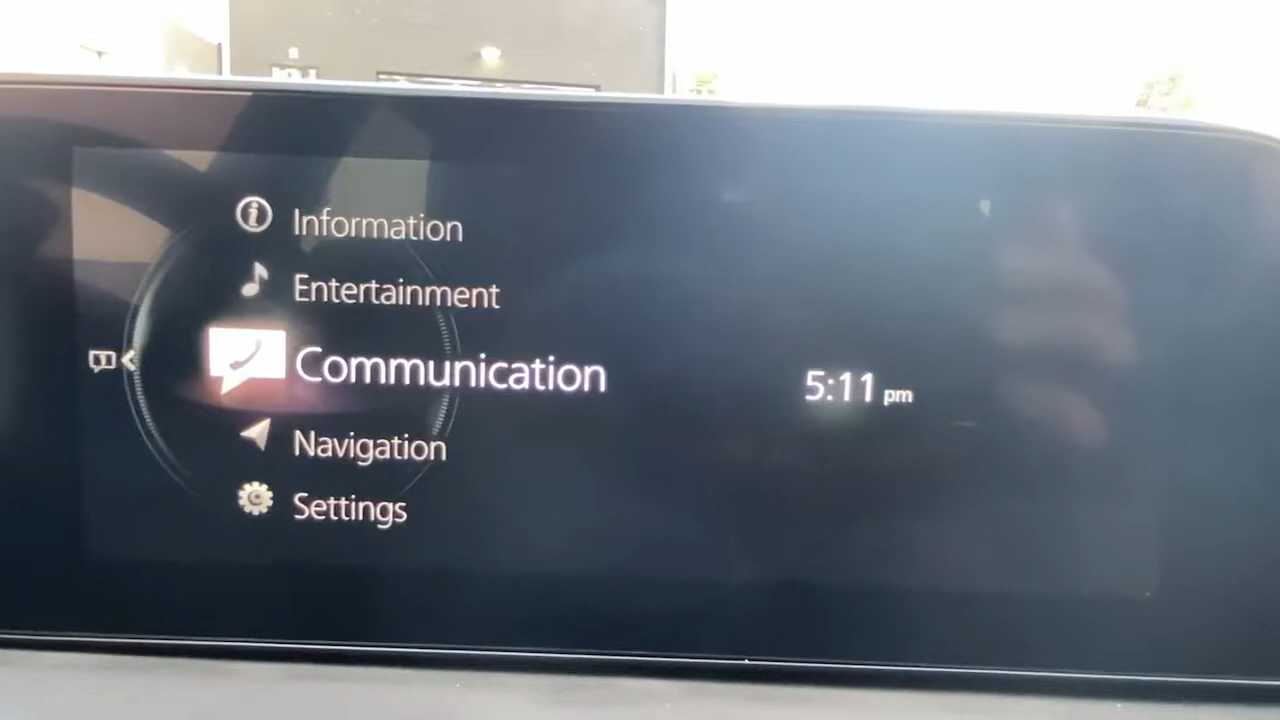 Information
Entertainment
Communication
5:11 pm
Navigation
Settings